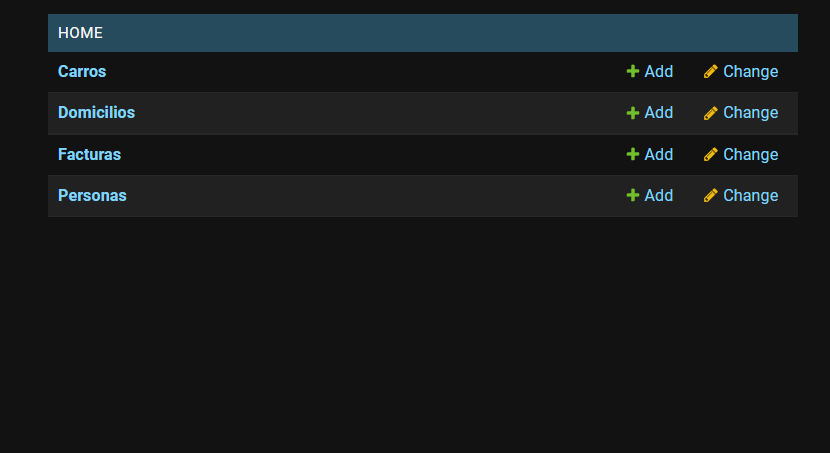 HOME
Carros Add Change
Domicilios Add Change
Facturas Add Change
Personas Add Change